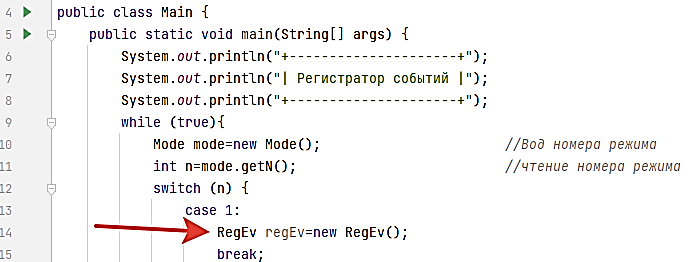 4 public class Main {
5 public static void main(String[] args) {
6 System.out.println("+---------------------+");
7 System.out.println("| Регистратор событий |");
8 System.out.println("+---------------------+");
9 while (true){
10 Mode mode=new Mode(); //Вод номера режима
11 int n=mode.getN(); //чтение номера режима
12 switch (n) {
13 case 1:
14 RegEv regEv=new RegEv();
15 break;